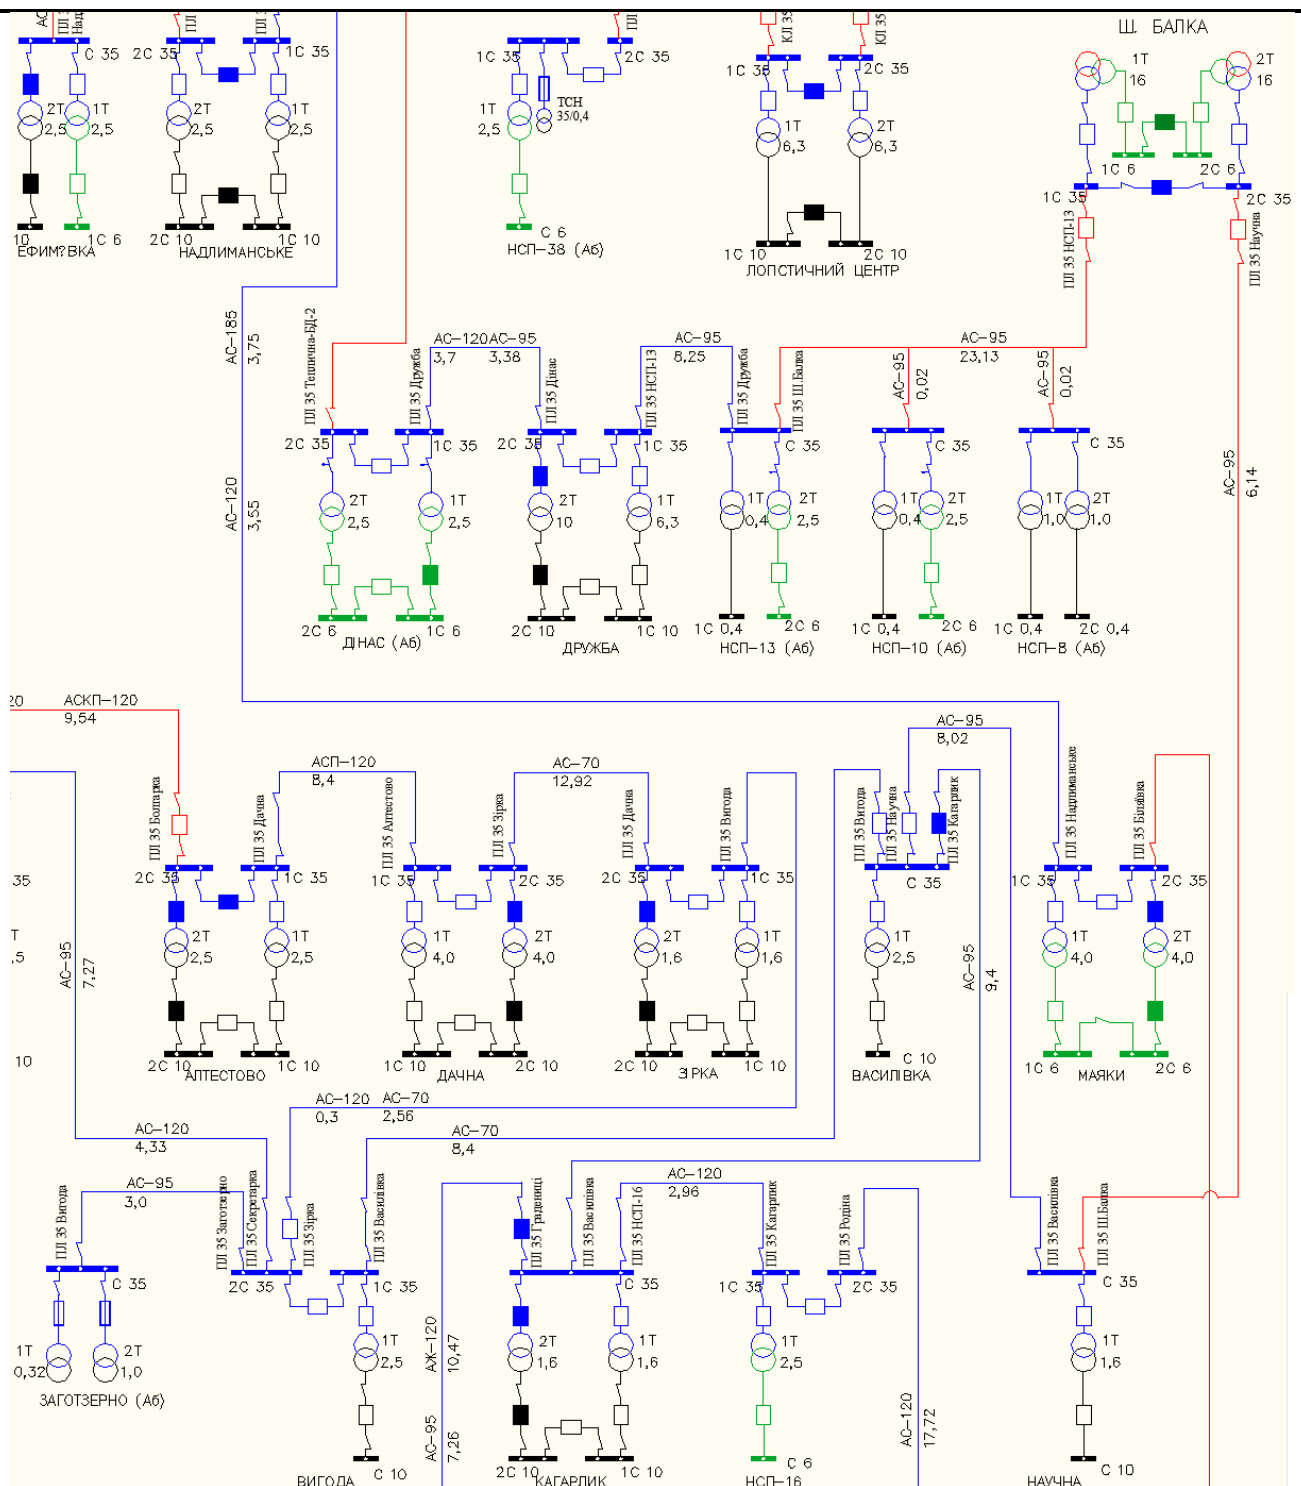 Ш. БАЛКА
АС
ПЛ 35
Над
С 35
2С 35
ПЛ
ПЛ 3
1С 35
1С 35
ПЛ
2С 35
КЛ 35
КЛ 35
1С 35
2С 35
1Т
16
2Т
16
2Т
2,5
1Т
2,5
2Т
2,5
1Т
2,5
1Т
2,5
ТСН
35/0,4
1Т
6,3
2Т
6,3
1С 6
2С 6
1С 35
2С 35
10
1С 6
ЕФИМ?ВКА
2С 10
1С 10
НАДЛИМАНСЬКЕ
С 6
НСП-38 (Аб)
1С 10
2С 10
ЛОГІСТИЧНИЙ ЦЕНТР
ПЛ 35 НСП-13
ПЛ 35 Научна
АС-185
3,75
ПЛ 35 Теплична-БД-2
ПЛ 35 Дружба
АС-120
АС-95
3,7
3,38
ПЛ 35 Дінас
ПЛ 35 НСП-13
АС-95
8,25
ПЛ 35 Дружба
ПЛ 35 Ш.Балка
АС-95
23,13
АС-95
0,02
АС-95
0,02
2С 35
1С 35
2С 35
1С 35
С 35
С 35
С 35
АС-120
3,55
2Т
2,5
1Т
2,5
2Т
10
1Т
6,3
1Т
0,4
2Т
2,5
1Т
0,4
2Т
2,5
1Т
1,0
2Т
1,0
АС-95
6,14
2С 6
1С 6
ДІНАС (Аб)
2С 10
1С 10
ДРУЖБА
1С 0,4
2С 6
НСП-13 (Аб)
1С 0,4
2С 6
НСП-10 (Аб)
1С 0,4
2С 0,4
НСП-8 (Аб)
20
АСКП-120
9,54
АСП-120
8,4
АС-70
12,92
АС-95
8,02
ПЛ 35 Болгарка
ПЛ 35 Дачна
ПЛ 35 Алтестово
ПЛ 35 Зірка
ПЛ 35 Дачна
ПЛ 35 Вигода
ПЛ 35 Вигода
ПЛ 35 Научна
ПЛ 35 Кагарлик
ПЛ 35 Надлиманське
ПЛ 35 Біляївка
35
2С 35
1С 35
1С 35
2С 35
2С 35
1С 35
С 35
1С 35
2С 35
Т
,5
АС-95
7,27
2Т
2,5
1Т
2,5
1Т
4,0
2Т
4,0
2Т
1,6
1Т
1,6
1Т
2,5
АС-95
9,4
1Т
4,0
2Т
4,0
10
2С 10
1С 10
АЛТЕСТОВО
1С 10
2С 10
ДАЧНА
2С 10
1С 10
ЗІРКА
С 10
ВАСИЛІВКА
1С 6
2С 6
МАЯКИ
АС-120
0,3
АС-70
2,56
АС-120
4,33
АС-70
8,4
АС-95
3,0
АС-120
2,96
ПЛ 35 Вигода
ПЛ 35 Заготзерно
ПЛ 35 Секретарка
ПЛ 35 Зірка
ПЛ 35 Василівка
ПЛ 35 Градениці
ПЛ 35 Василівка
ПЛ 35 НСП-16
ПЛ 35 Кагарлик
ПЛ 35 Родіна
ПЛ 35 Василівка
ПЛ 35 Ш.Балка
С 35
2С 35
1С 35
С 35
1С 35
2С 35
С 35
1Т
0,32
2Т
1,0
ЗАГОТЗЕРНО (Аб)
1Т
2,5
АЖ-120
10,47
2Т
1,6
1Т
1,6
1Т
2,5
1Т
1,6
АС-95
7,26
АС-120
17,72
С 10
ВИГОДА
2С 10
1С 10
КАГАРЛИК
С 6
НСП-16
С 10
НАУЧНА